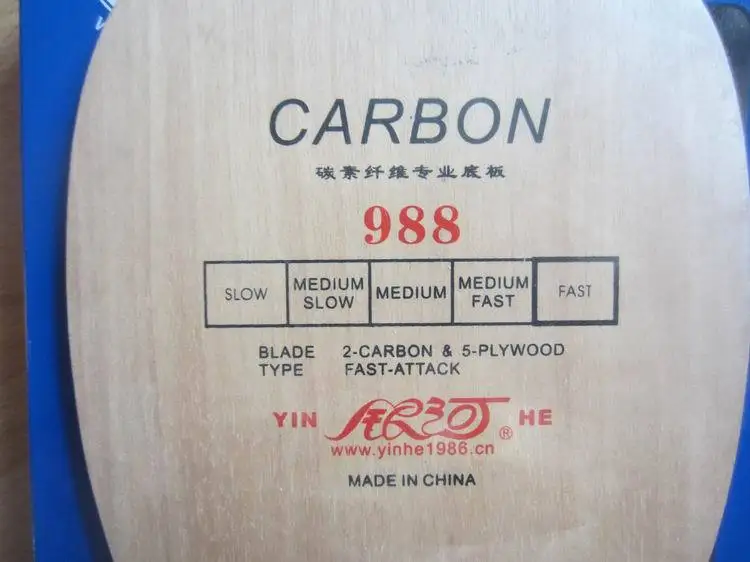 CARBON
碳素纤维专业底板
988
SLOW MEDIUM SLOW MEDIUM MEDIUM FAST FAST
BLADE 2-CARBON & 5-PLYWOOD
TYPE FAST-ATTACK
YIN 银河® HE
www.yinhe1986.cn
MADE IN CHINA